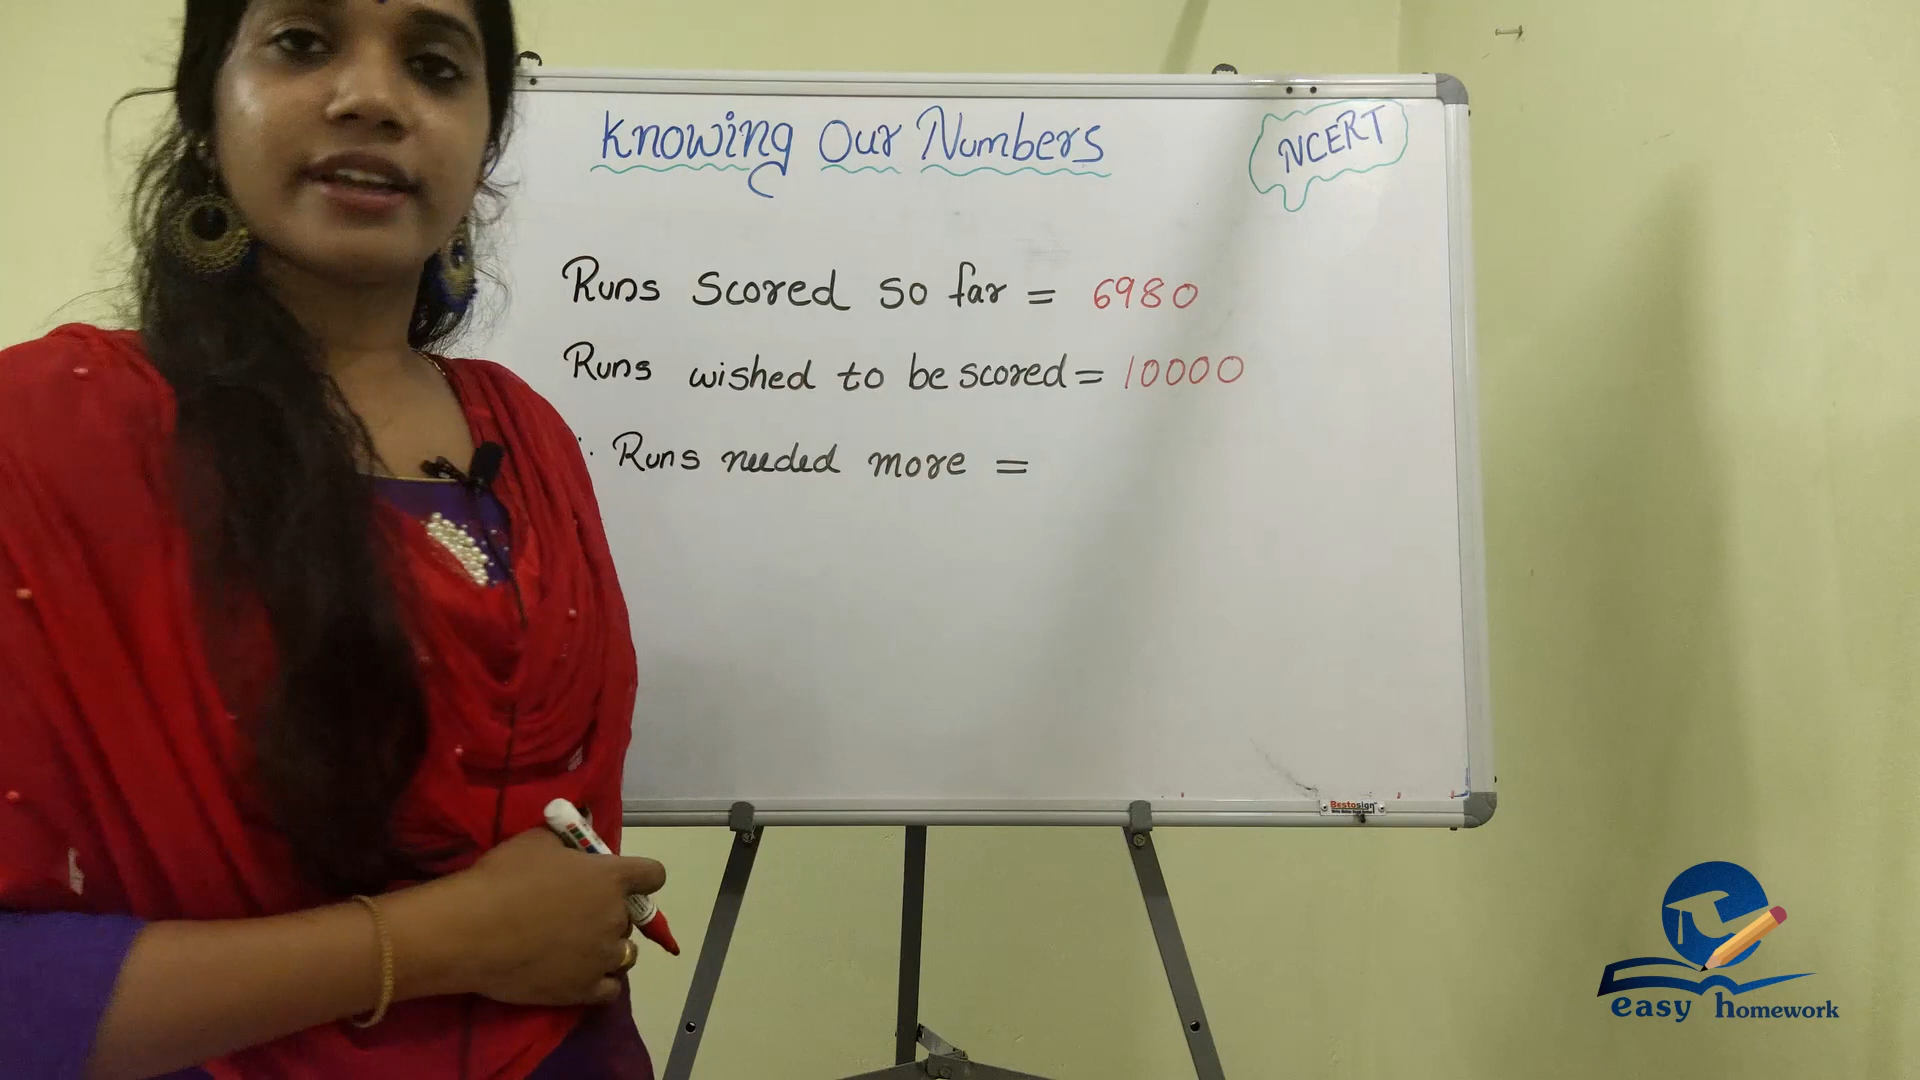 Knowing Our Numbers
NCERT
Runs Scored so far = 6980
Runs wished to be scored = 10000
∴ Runs needed more =
Bestosign
easy homework